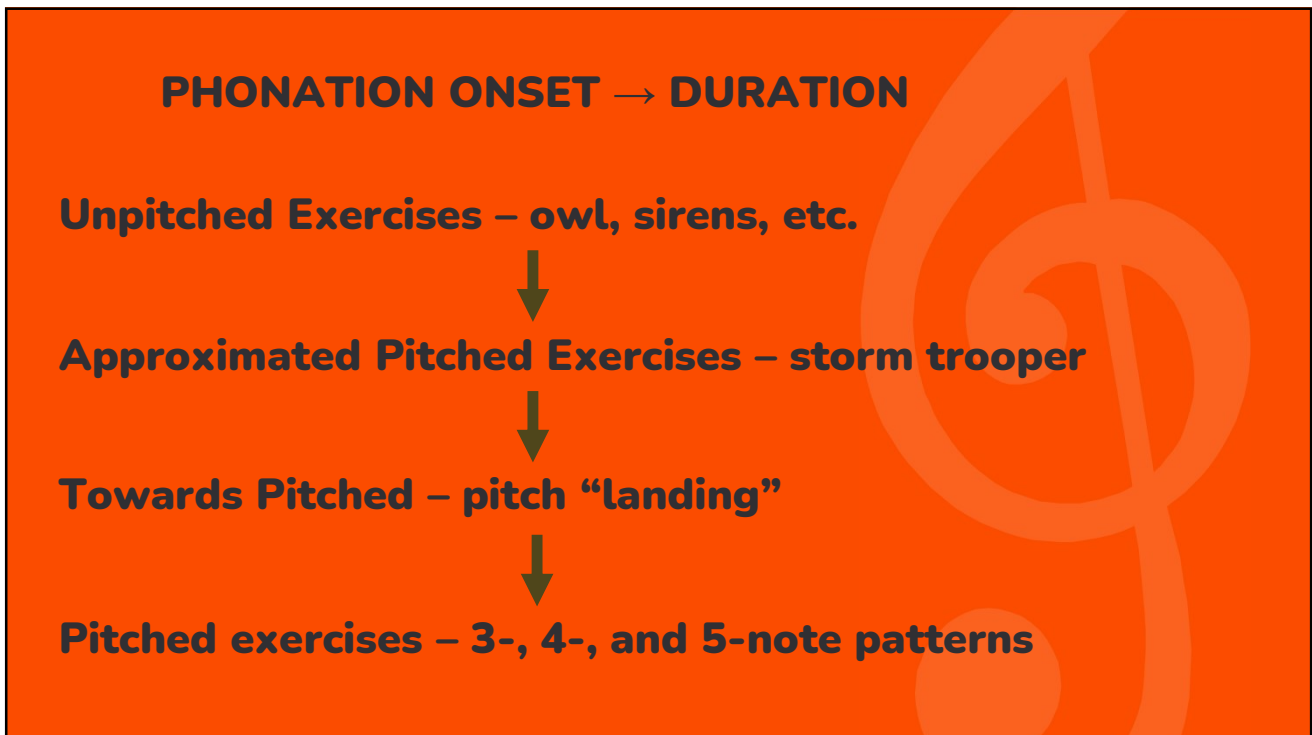 PHONATION ONSET → DURATION
Unpitched Exercises – owl, sirens, etc.
Approximated Pitched Exercises – storm trooper
Towards Pitched – pitch “landing”
Pitched exercises – 3-, 4-, and 5-note patterns